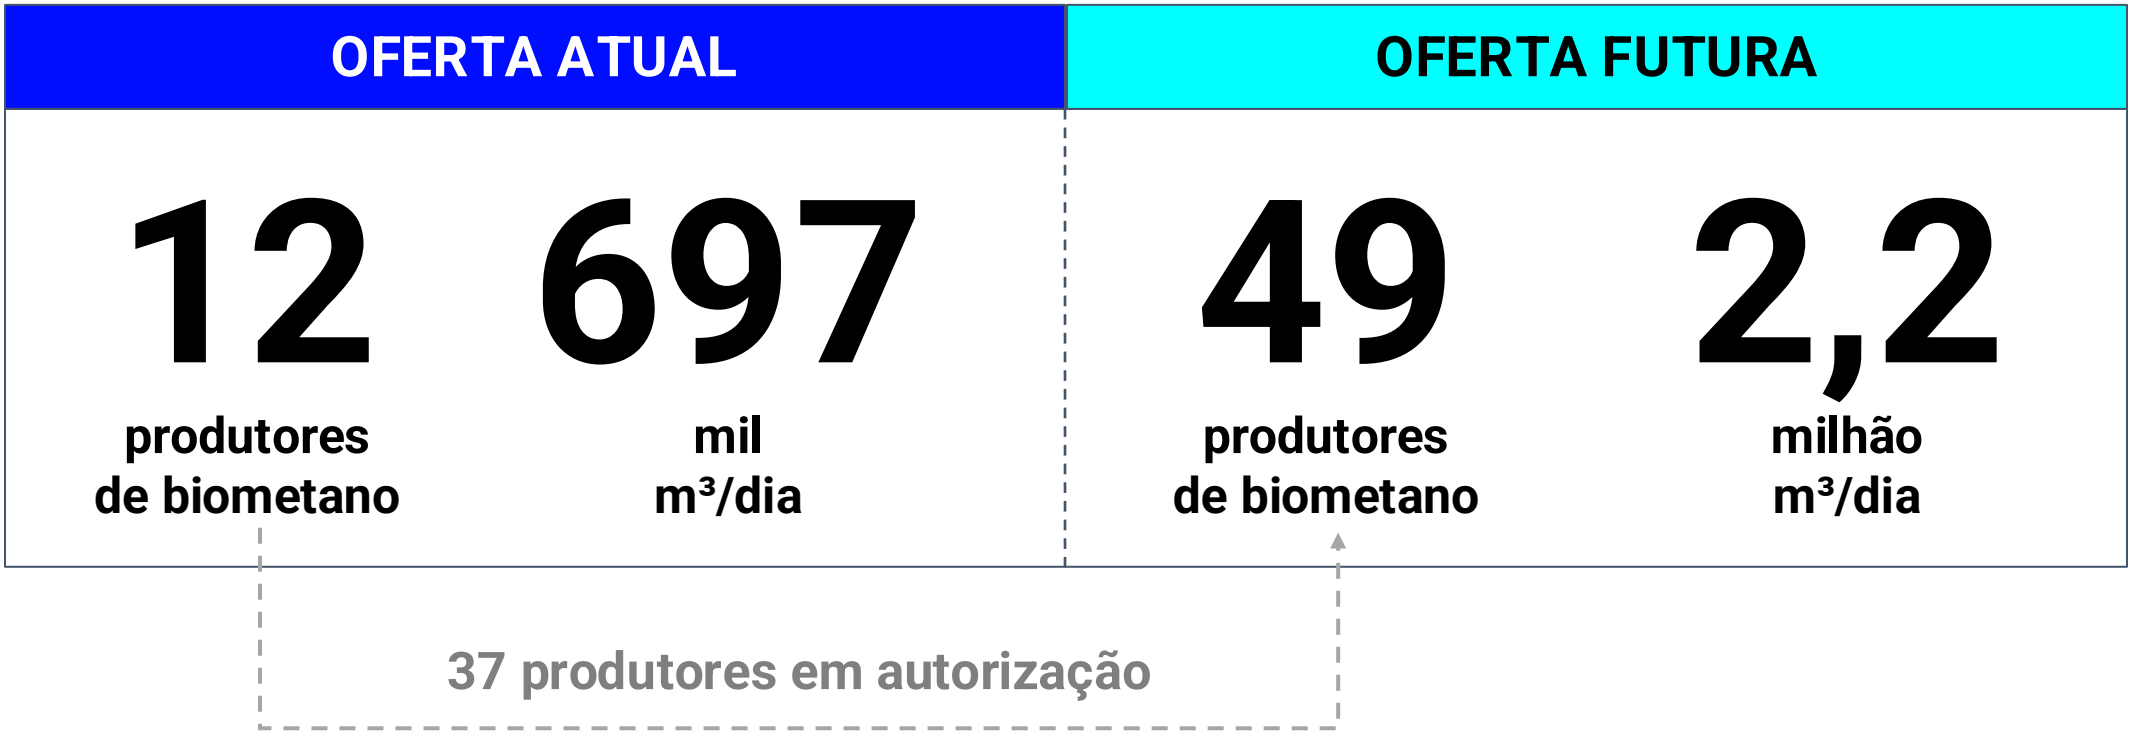 OFERTA ATUAL
OFERTA FUTURA
12
produtores
de biometano
697
mil
m³/dia
49
produtores
de biometano
2,2
milhão
m³/dia
37 produtores em autorização